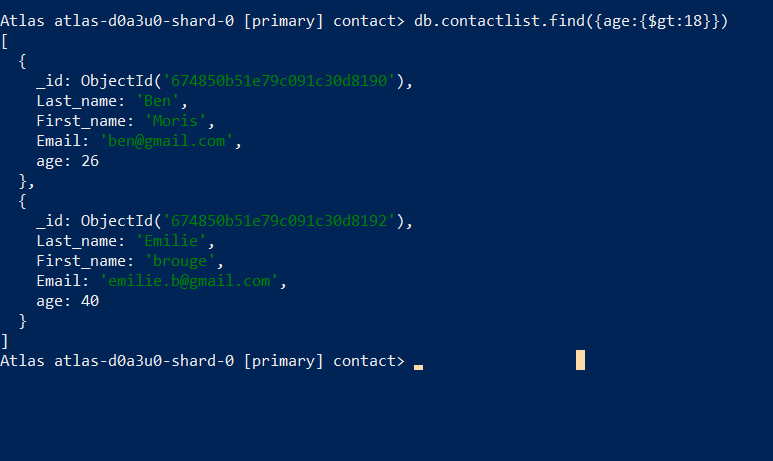 Atlas atlas-d0a3u0-shard-0 [primary] contact> db.contactlist.find({age:{$gt:18}})
[
  {
    _id: ObjectId('674850b51e79c091c30d8190'),
    Last_name: 'Ben',
    First_name: 'Moris',
    Email: 'ben@gmail.com',
    age: 26
  },
  {
    _id: ObjectId('674850b51e79c091c30d8192'),
    Last_name: 'Emilie',
    First_name: 'brouge',
    Email: 'emilie.b@gmail.com',
    age: 40
  }
]
Atlas atlas-d0a3u0-shard-0 [primary] contact>